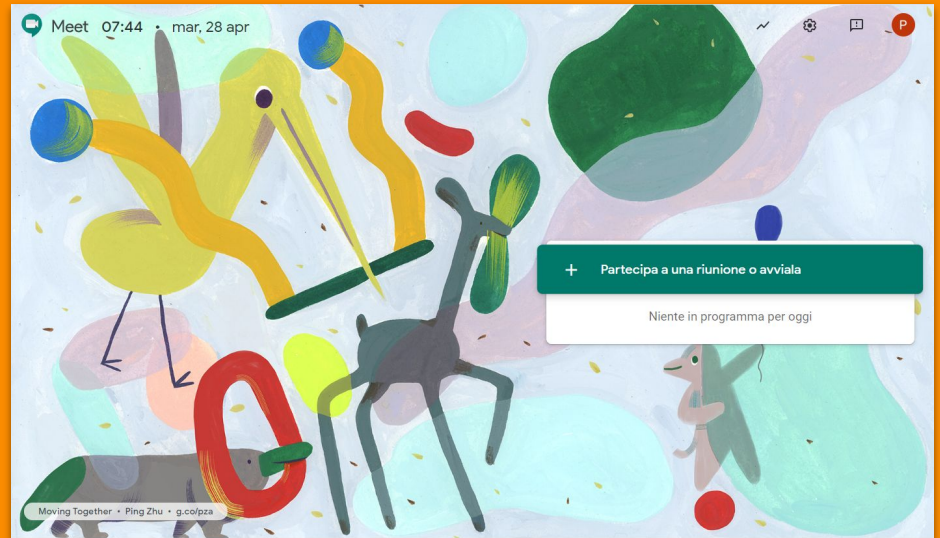 Meet 07:44 • mar, 28 apr
P
Partecipa a una riunione o avviala
Niente in programma per oggi
Moving Together • Ping Zhu • g.co/pza